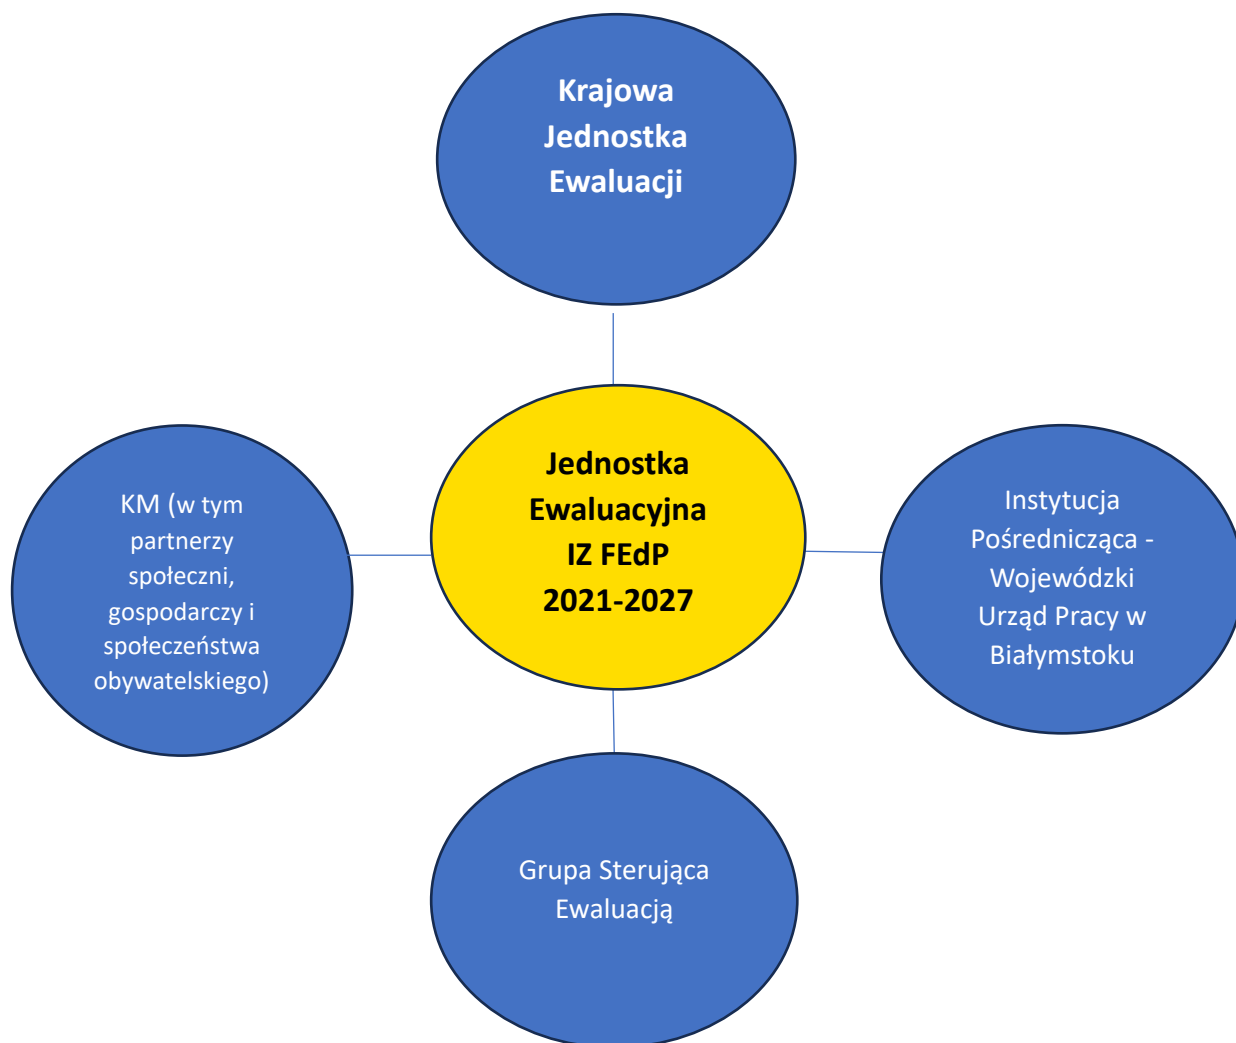 Krajowa
Jednostka
Ewaluacji
Jednostka
Ewaluacyjna
IZ FEdP
2021-2027
KM (w tym
partnerzy
społeczni,
gospodarczy i
społeczeństwa
obywatelskiego)
Instytucja
Pośrednicząca -
Wojewódzki
Urząd Pracy w
Białymstoku
Grupa Sterująca
Ewaluacją